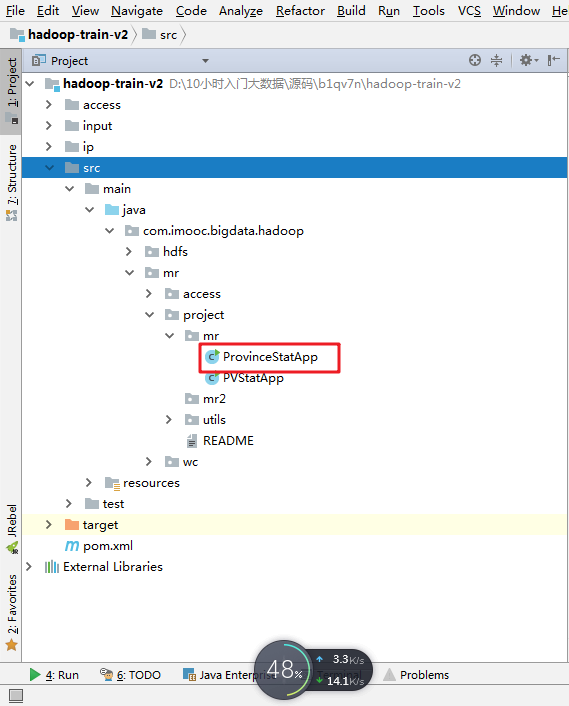 File Edit View Navigate Code Analyze Refactor Build Run Tools VCS Window He
hadoop-train-v2 src
1: Project
7: Structure
JRebel
2: Favorites
Project
hadoop-train-v2 D:\10小时入门大数据\源码\b1qv7n\hadoop-train-v2
access
input
ip
src
main
java
com.imooc.bigdata.hadoop
hdfs
mr
access
project
mr
ProvinceStatApp
PVStatApp
mr2
utils
README
wc
resources
test
target
pom.xml
External Libraries
4: Run 6: TODO Java Enterp Problems
48% 3.3K/s
14.1K/s